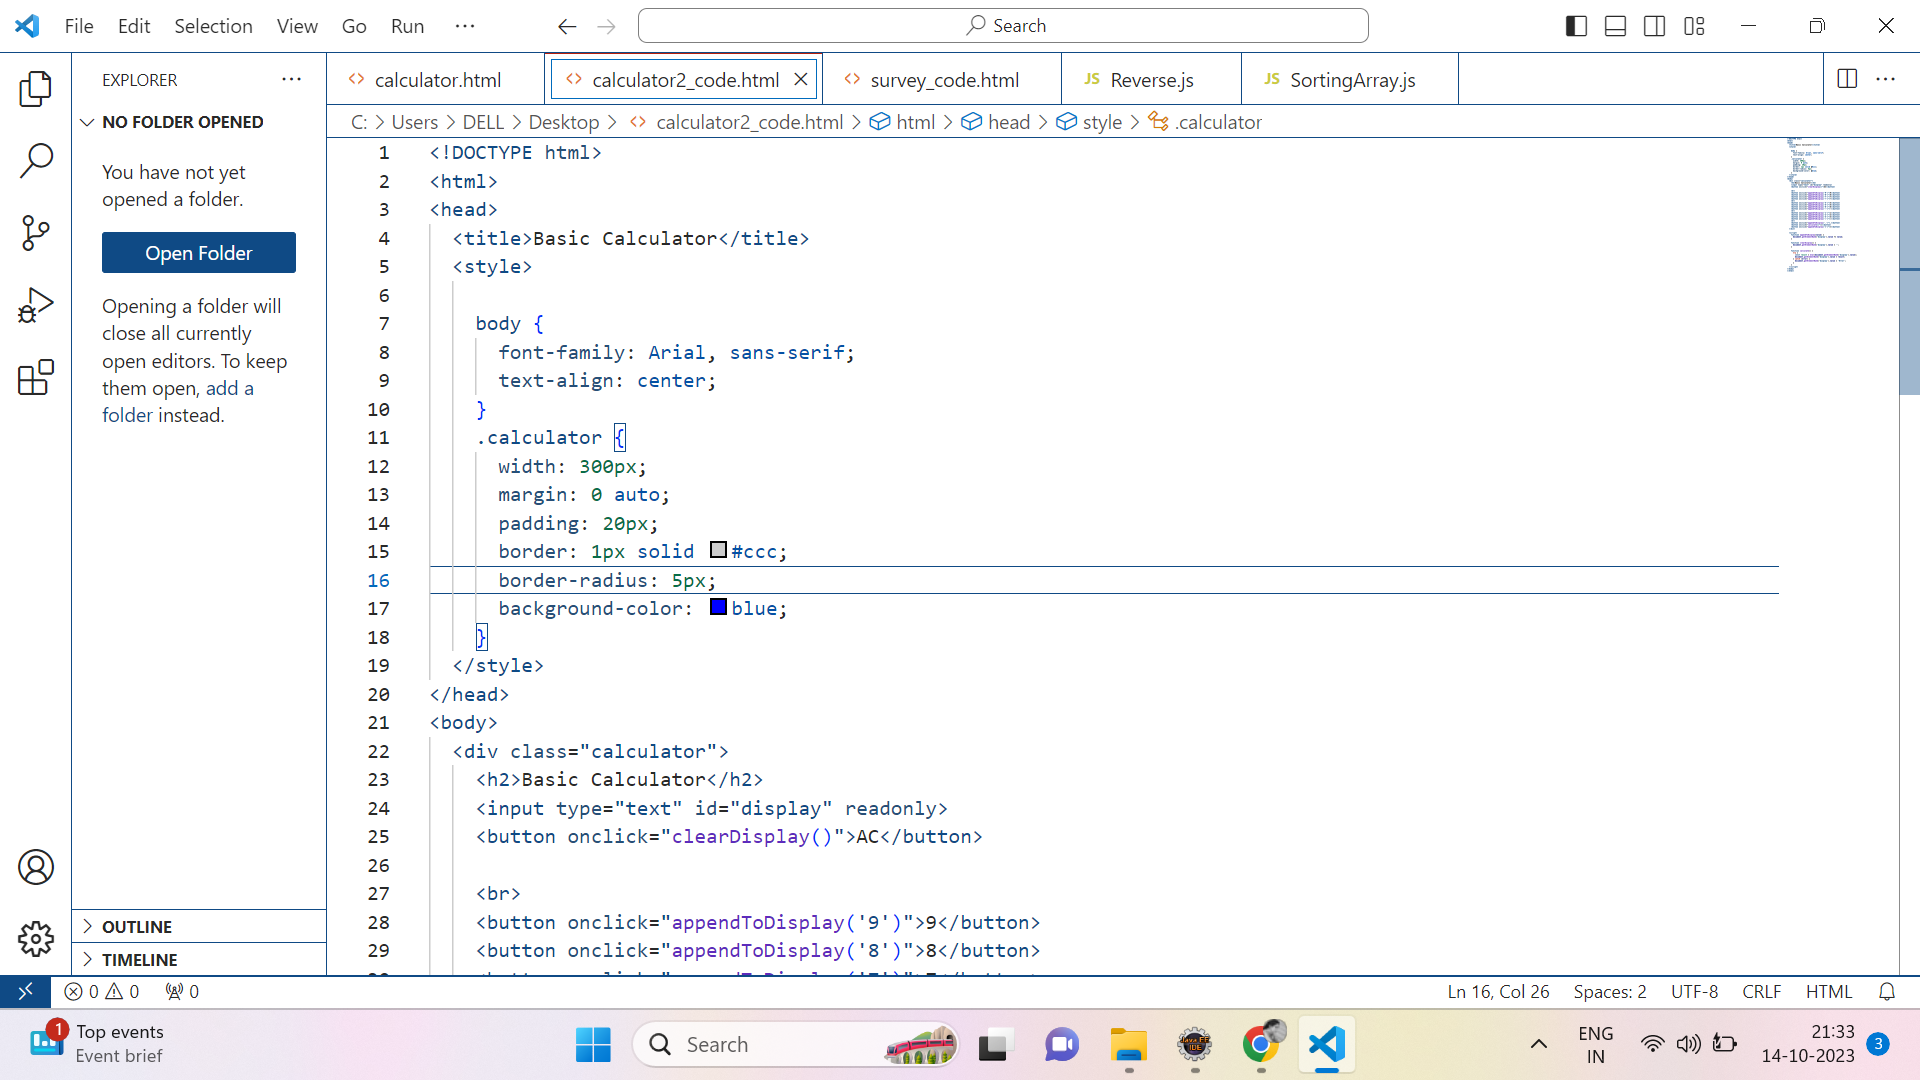 File Edit Selection View Go Run ··· Search
EXPLORER ···
NO FOLDER OPENED
You have not yet
opened a folder.
Open Folder
Opening a folder will
close all currently
open editors. To keep
them open, add a
folder instead.
OUTLINE
TIMELINE
<> calculator.html <> calculator2_code.html <> survey_code.html JS Reverse.js JS SortingArray.js ···
C: > Users > DELL > Desktop > <> calculator2_code.html > html > head > style > .calculator
1 <!DOCTYPE html>
2 <html>
3 <head>
4 <title>Basic Calculator</title>
5 <style>
6
7 body {
8 font-family: Arial, sans-serif;
9 text-align: center;
10 }
11 .calculator {
12 width: 300px;
13 margin: 0 auto;
14 padding: 20px;
15 border: 1px solid #ccc;
16 border-radius: 5px;
17 background-color: blue;
18 }
19 </style>
20 </head>
21 <body>
22 <div class="calculator">
23 <h2>Basic Calculator</h2>
24 <input type="text" id="display" readonly>
25 <button onclick="clearDisplay()">AC</button>
26
27 <br>
28 <button onclick="appendToDisplay('9')">9</button>
29 <button onclick="appendToDisplay('8')">8</button>
0 0 0 Ln 16, Col 26 Spaces: 2 UTF-8 CRLF HTML
1 Top events
Event brief
Search
Java EE
IDE
ENG
IN
21:33
14-10-2023
3